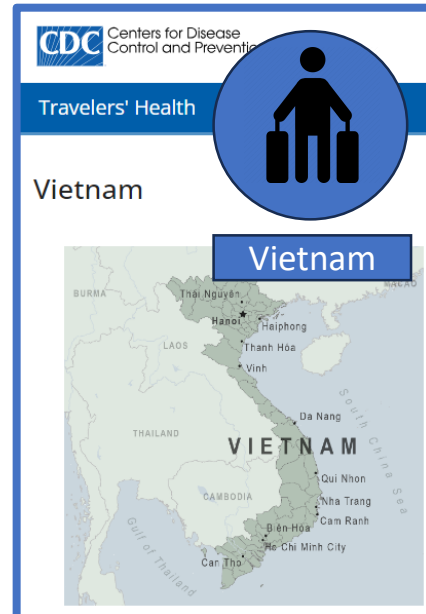 CDC
Centers for Disease
Control and Preventio
Travelers' Health
Vietnam
Vietnam
BURMA
MACAO
Thái Nguyên
Hanoi
Haiphong
LAOS
Thanh Hóa
Vinh
South China Sea
Da Nang
THAILAND
VIETNAM
Qui Nhon
CAMBODIA
Nha Trang
Cam Ranh
Biên Hòa
Ho Chi Minh City
Gulf of Thailand
Can Tho